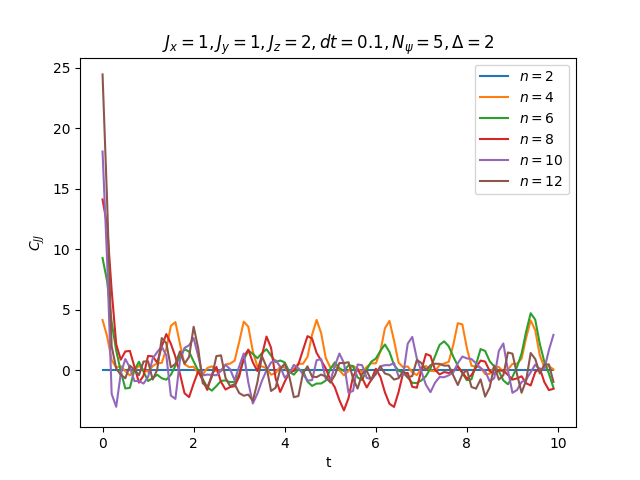 J_x = 1, J_y = 1, J_z = 2, dt = 0.1, N_ψ = 5, Δ = 2
25
20
15
10
5
0
C_JJ
0 2 4 6 8 10
t
n = 2
n = 4
n = 6
n = 8
n = 10
n = 12